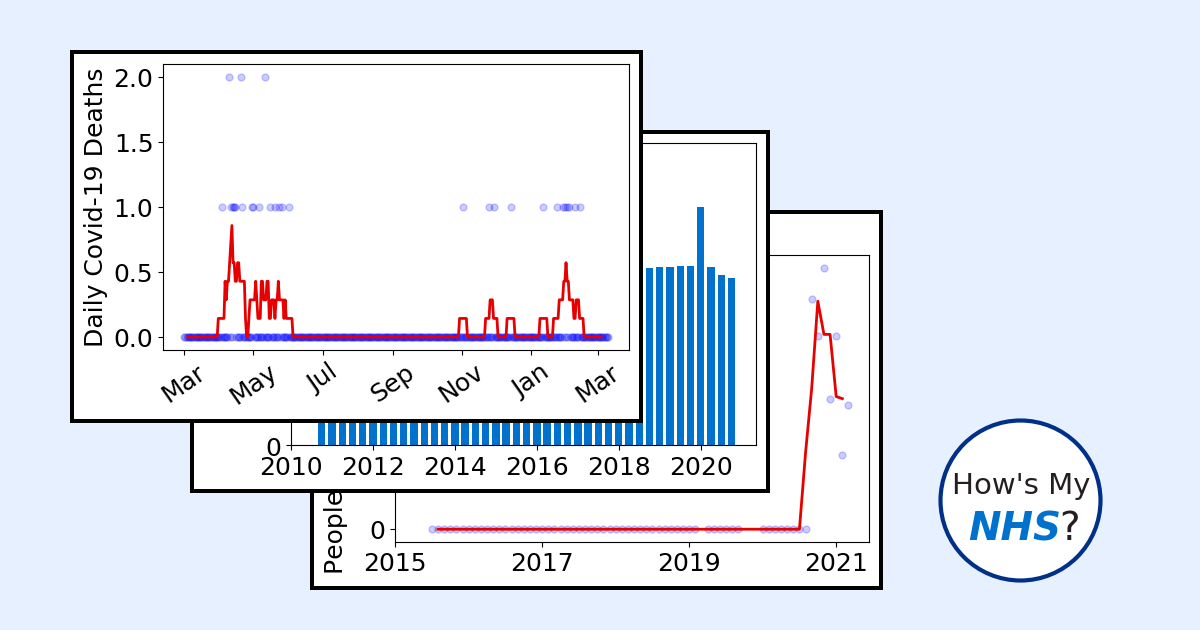 Daily Covid-19 Deaths
2.0
1.5
1.0
0.5
0.0
Mar May Jul Sep Nov Jan Mar
0
2010 2012 2014 2016 2018 2020
People
0
2015 2017 2019 2021
How's My
NHS?